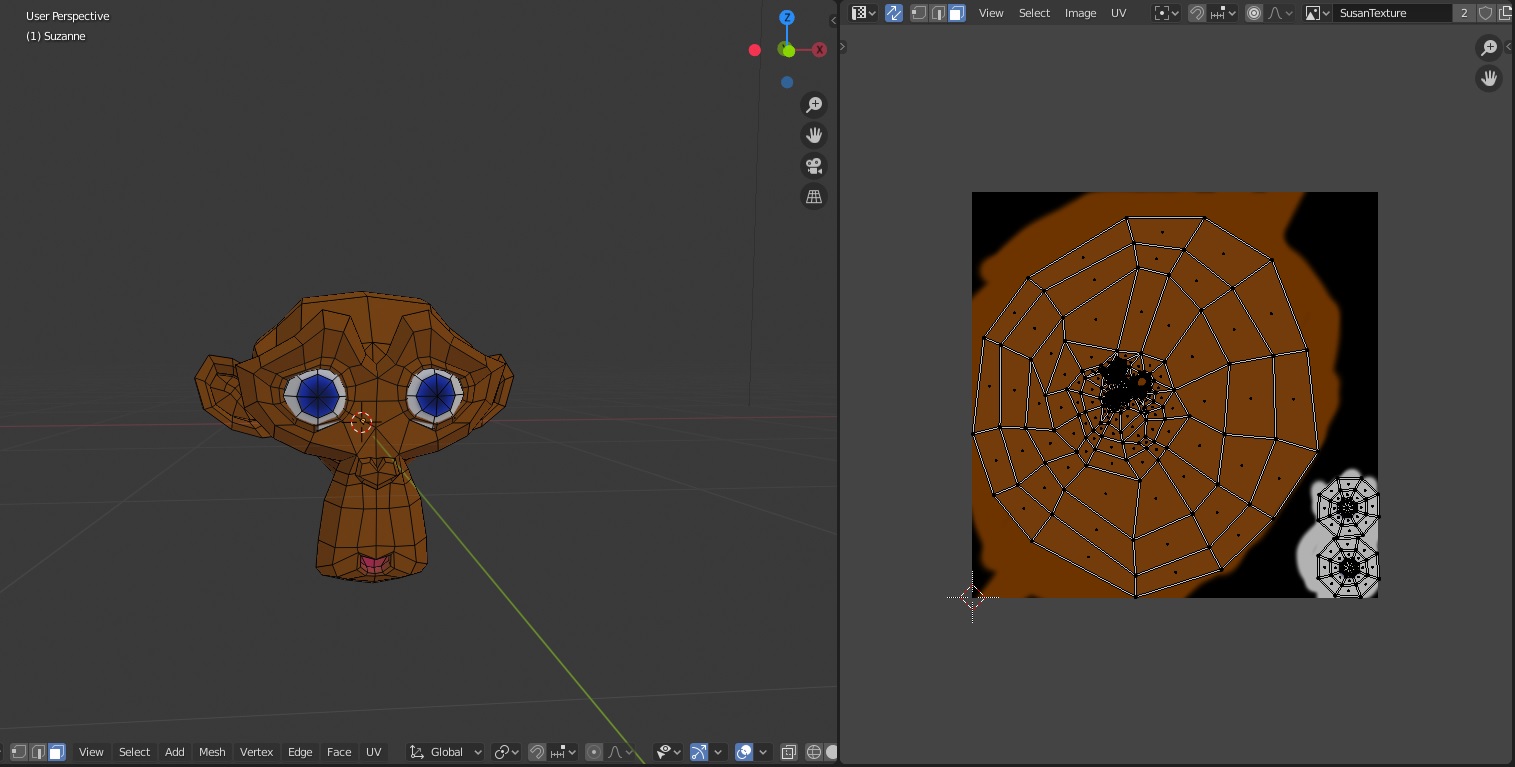 User Perspective
(1) Suzanne
Z
X
View Select Image UV SusanTexture 2
View Select Add Mesh Vertex Edge Face UV Global